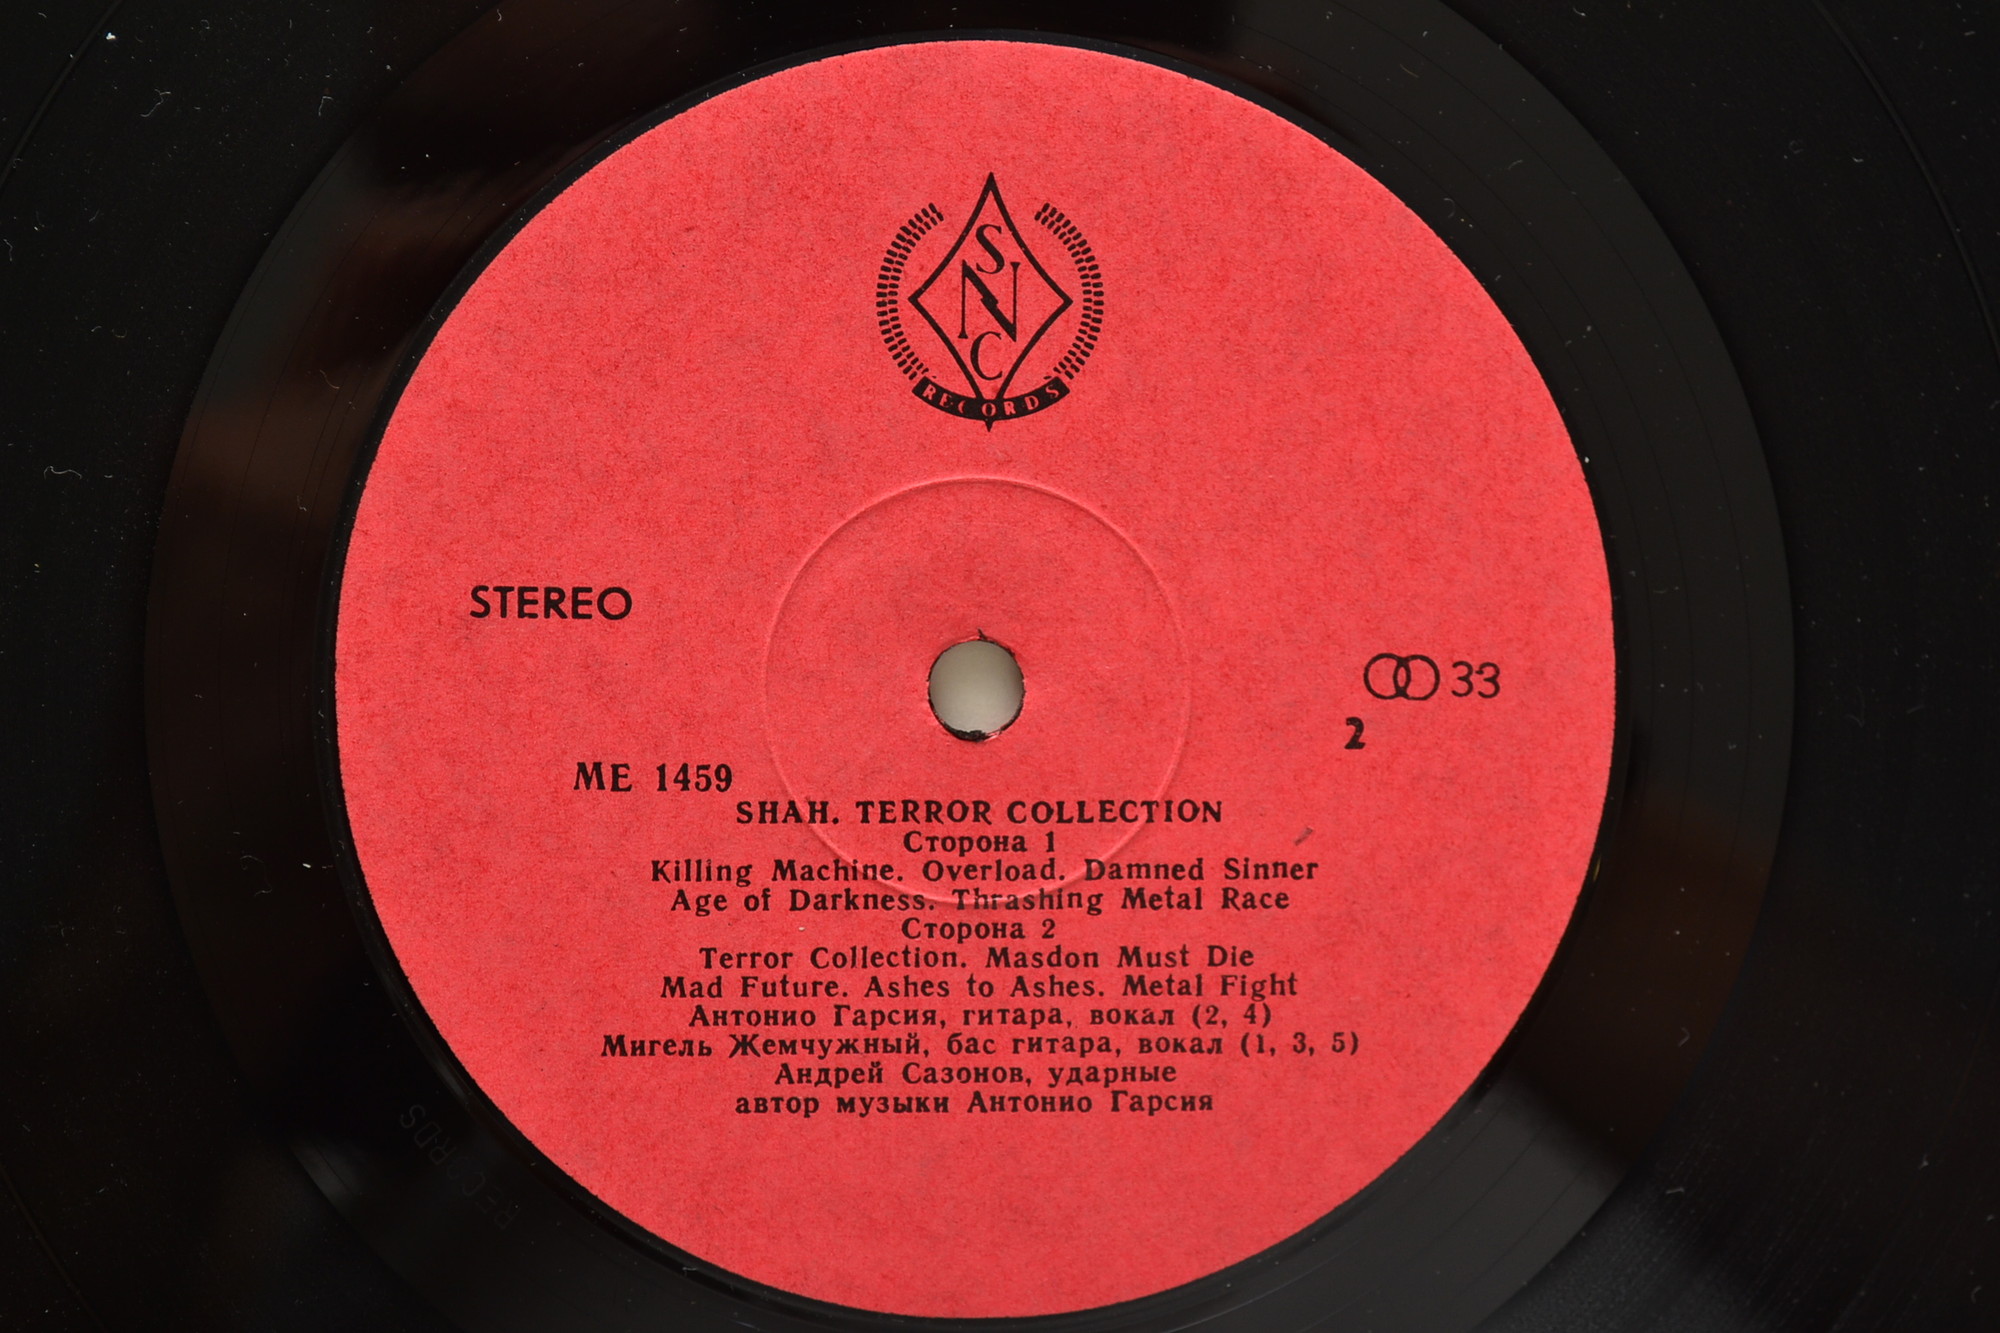 SNC
RECORDS
STEREO
33
2
ME 1459
SHAH. TERROR COLLECTION
Сторона 1
Killing Machine. Overload. Damned Sinner
Age of Darkness. Thrashing Metal Race
Сторона 2
Terror Collection. Masdon Must Die
Mad Future. Ashes to Ashes. Metal Fight
Антонио Гарсия, гитара, вокал (2, 4)
Мигель Жемчужный, бас гитара, вокал (1, 3, 5)
Андрей Сазонов, ударные
автор музыки Антонио Гарсия
RECORDS